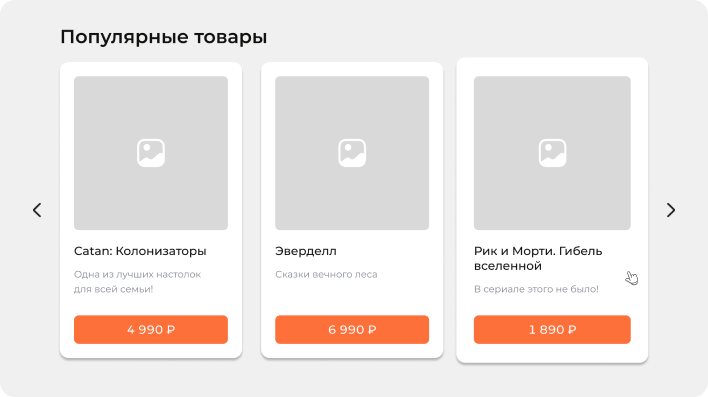 Популярные товары
Catan: Колонизаторы
Одна из лучших настолок
для всей семьи!
4 990 ₽
Эверделл
Сказки вечного леса
6 990 ₽
Рик и Морти. Гибель
вселенной
В сериале этого не было!
1 890 ₽